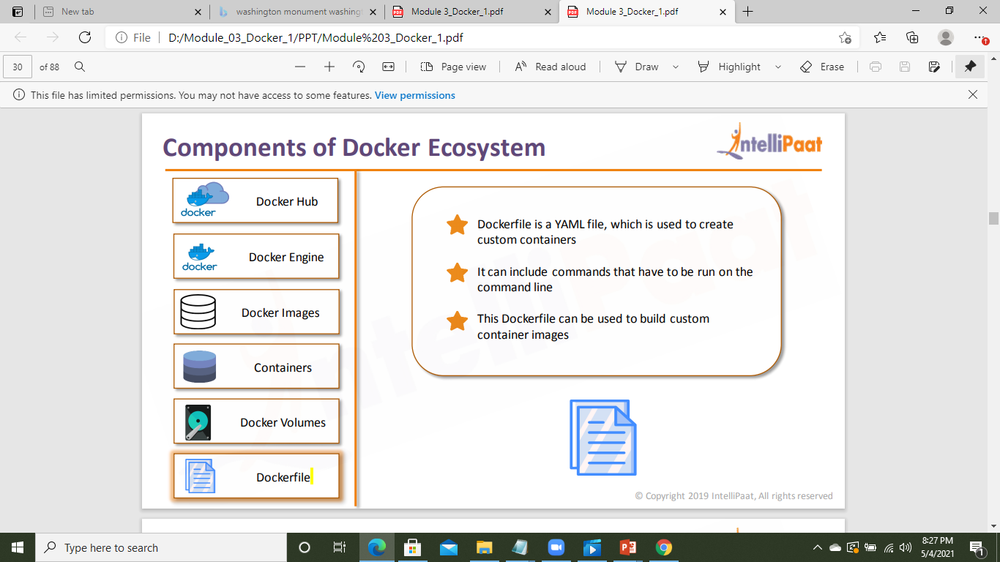 New tab
washington monument washing
Module 3_Docker_1.pdf
Module 3_Docker_1.pdf
File
D:/Module_03_Docker_1/PPT/Module%203_Docker_1.pdf
30
of 88
Page view
Read aloud
Draw
Highlight
Erase
This file has limited permissions. You may not have access to some features. View permissions
Components of Docker Ecosystem
IntelliPaat
docker
Docker Hub
docker
Docker Engine
Docker Images
Containers
Docker Volumes
Dockerfile
Dockerfile is a YAML file, which is used to create
custom containers
It can include commands that have to be run on the
command line
This Dockerfile can be used to build custom
container images
© Copyright 2019 IntelliPaat, All rights reserved
Type here to search
8:27 PM
5/4/2021
1